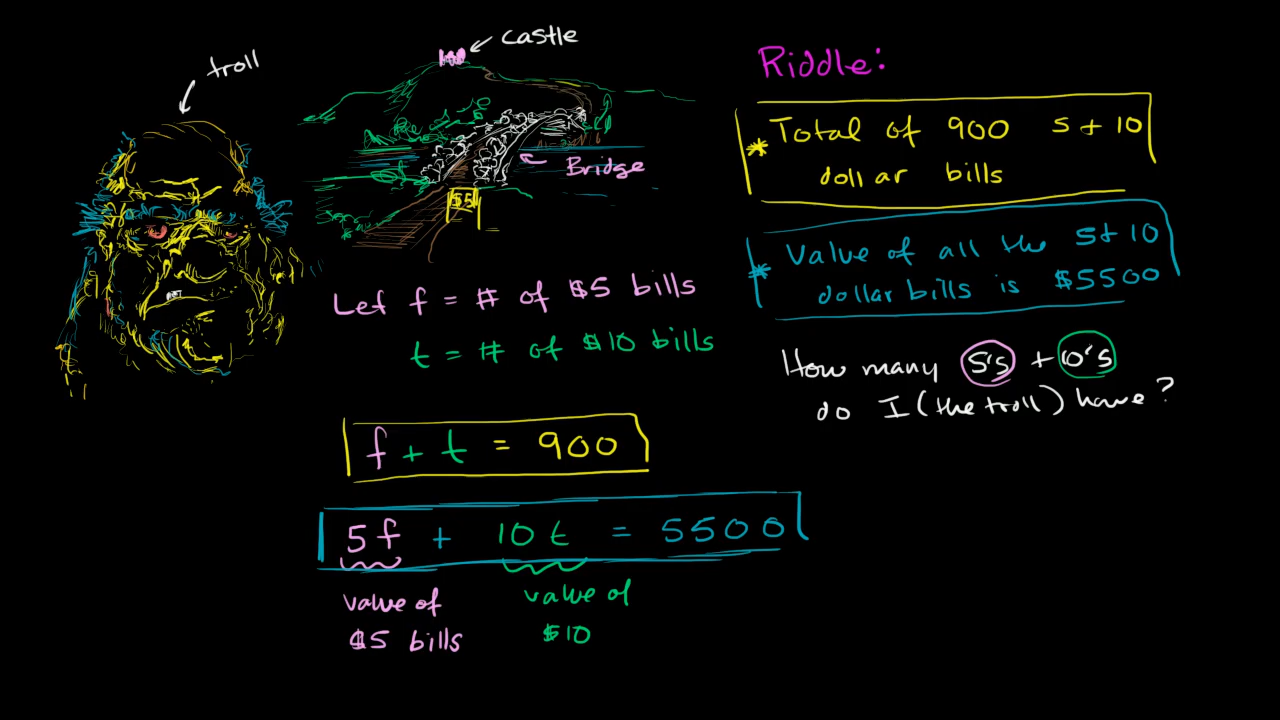 troll
castle
Bridge
$5
Riddle:
* Total of 900 5 + 10
dollar bills
* Value of all the 5 + 10
dollar bills is $5500
How many 5's + 10's
do I (the troll) have?
Let f = # of $5 bills
t = # of $10 bills
f + t = 900
5f + 10t = 5500
value of
$5 bills
value of
$10